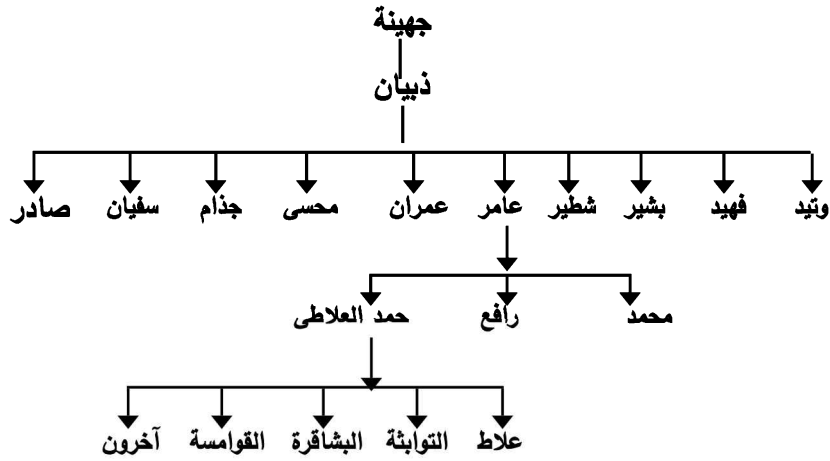 جهينة
ذبيان
وتيد فهيد بشير شطير عامر عمران محسى جذام سفيان صادر
محمد رافع حمد العلاطى
علاط التوابثة البشاقرة القوامسة آخرون